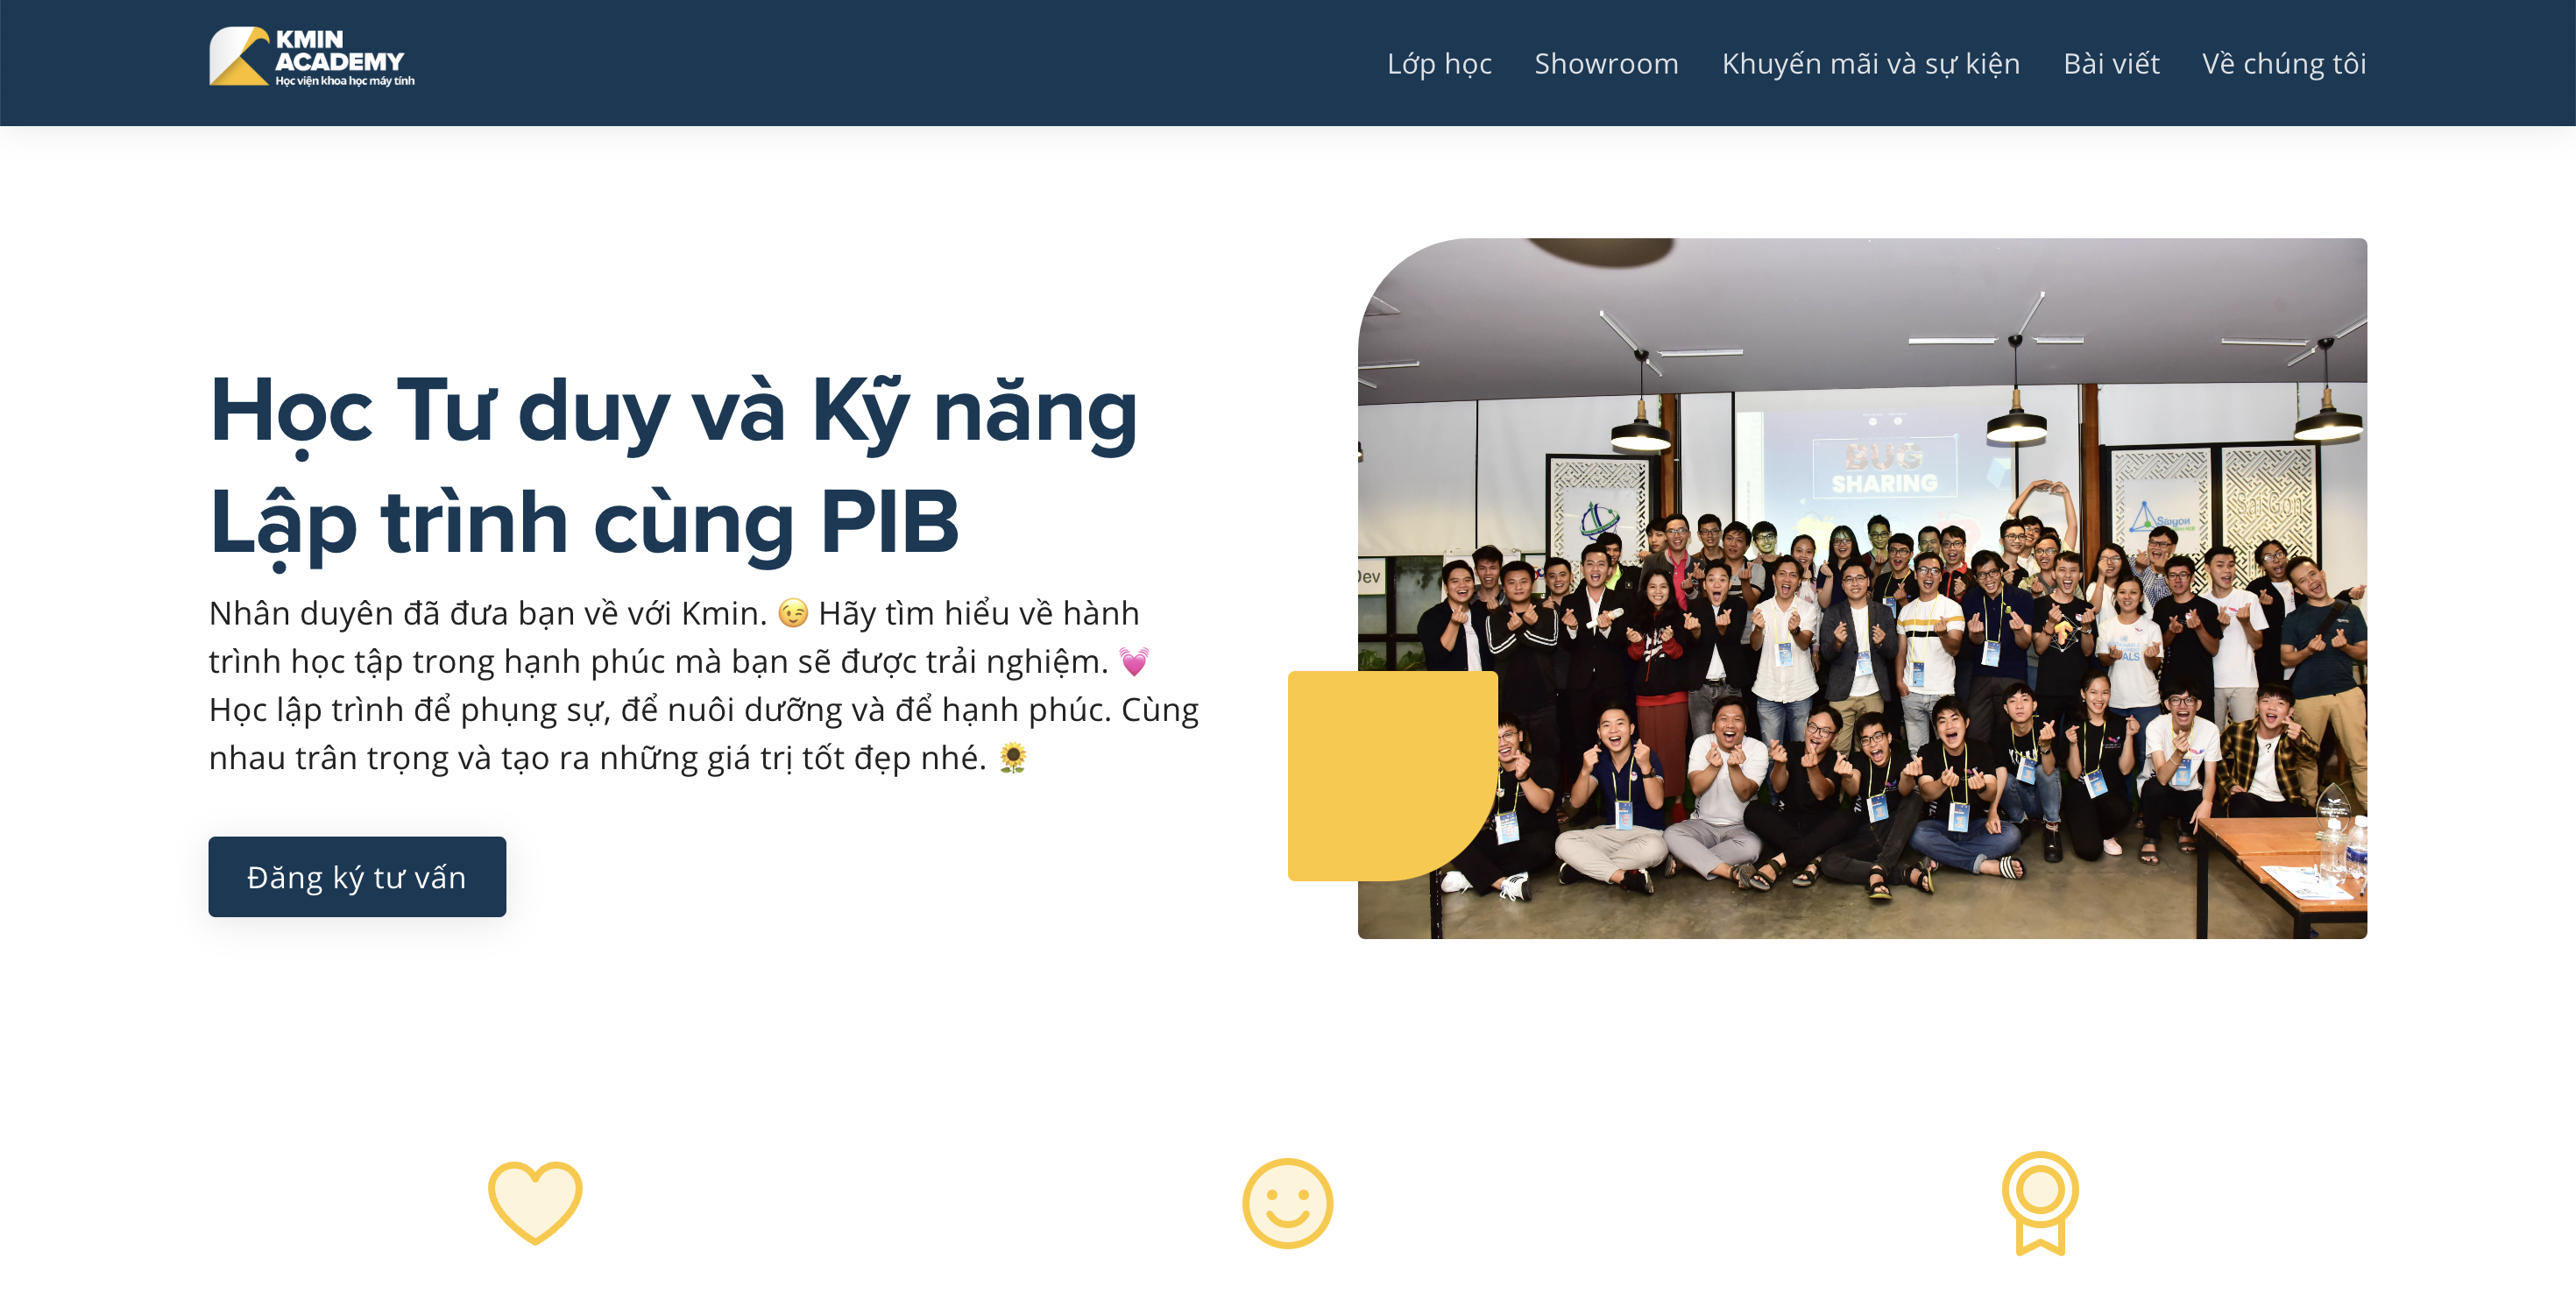 KMIN
ACADEMY
Học viện khoa học máy tính
Lớp học
Showroom
Khuyến mãi và sự kiện
Bài viết
Về chúng tôi
Học Tư duy và Kỹ năng
Lập trình cùng PIB
Nhân duyên đã đưa bạn về với Kmin. 😉 Hãy tìm hiểu về hành
trình học tập trong hạnh phúc mà bạn sẽ được trải nghiệm. 💓
Học lập trình để phụng sự, để nuôi dưỡng và để hạnh phúc. Cùng
nhau trân trọng và tạo ra những giá trị tốt đẹp nhé. 🌻
Đăng ký tư vấn
BUG
SHARING
Saigon
Sai Gon
Dev